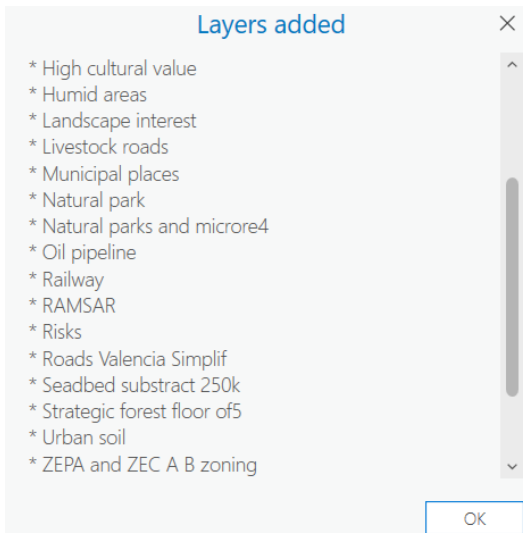 Layers added
* High cultural value
* Humid areas
* Landscape interest
* Livestock roads
* Municipal places
* Natural park
* Natural parks and microre4
* Oil pipeline
* Railway
* RAMSAR
* Risks
* Roads Valencia Simplif
* Seadbed substract 250k
* Strategic forest floor of5
* Urban soil
* ZEPA and ZEC A B zoning
OK